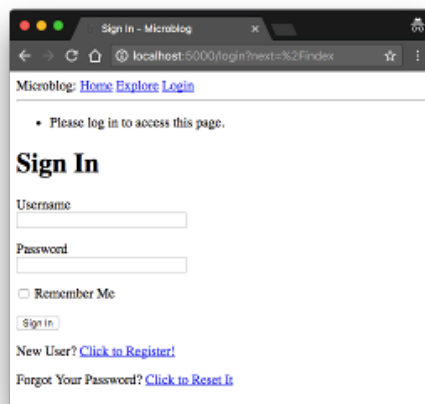 Sign In - Microblog
localhost:5000/login?next=%2Findex
Microblog: Home Explore Login
Please log in to access this page.
Sign In
Username
Password
Remember Me
Sign In
New User? Click to Register!
Forgot Your Password? Click to Reset It